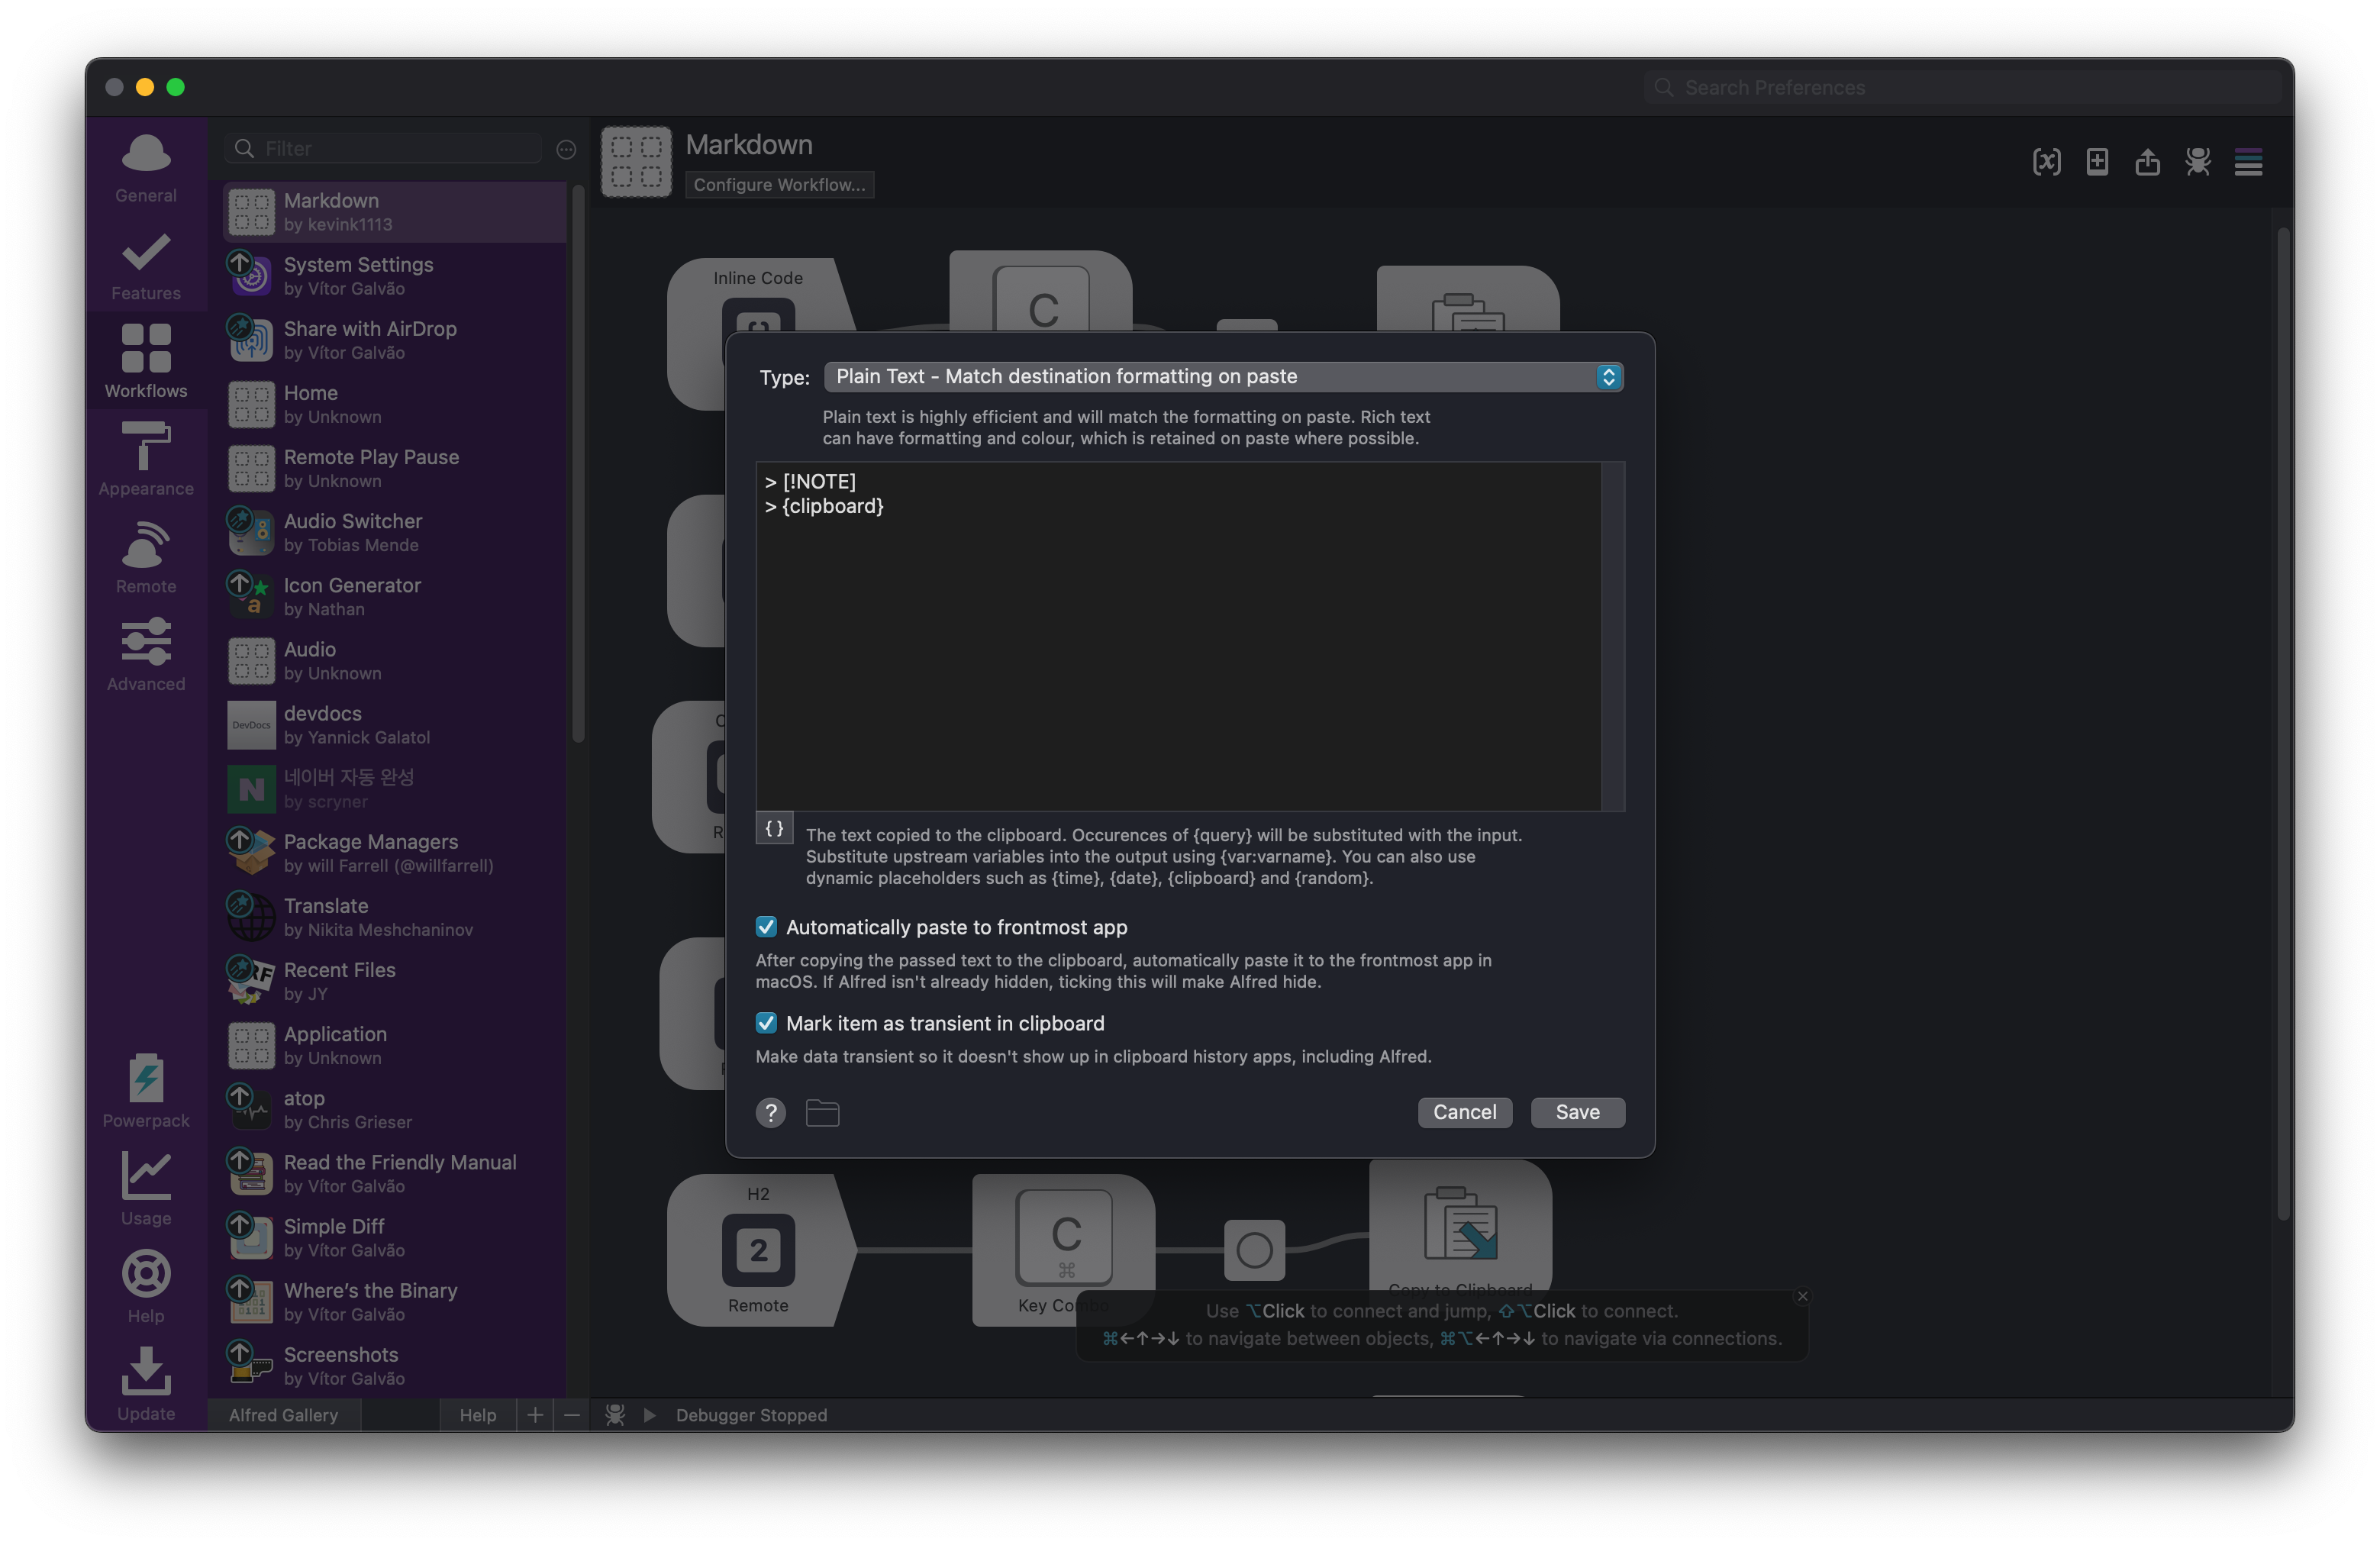 Search Preferences
General
Features
Workflows
Appearance
Remote
Advanced
Powerpack
Usage
Help
Update
Filter
Markdown
by kevink1113
System Settings
by Vítor Galvão
Share with AirDrop
by Vítor Galvão
Home
by Unknown
Remote Play Pause
by Unknown
Audio Switcher
by Tobias Mende
Icon Generator
by Nathan
Audio
by Unknown
DevDocs
devdocs
by Yannick Galatol
N
네이버 자동 완성
by scryner
Package Managers
by will Farrell (@willfarrell)
Translate
by Nikita Meshchaninov
RF
Recent Files
by JY
Application
by Unknown
atop
by Chris Grieser
Read the Friendly Manual
by Vítor Galvão
Simple Diff
by Vítor Galvão
Where's the Binary
by Vítor Galvão
Screenshots
by Vítor Galvão
Alfred Gallery
Help
Markdown
Configure Workflow...
Inline Code
C
Type: Plain Text - Match destination formatting on paste
Plain text is highly efficient and will match the formatting on paste. Rich text
can have formatting and colour, which is retained on paste where possible.
> [!NOTE]
> {clipboard}
{ }
The text copied to the clipboard. Occurences of {query} will be substituted with the input.
Substitute upstream variables into the output using {var:varname}. You can also use
dynamic placeholders such as {time}, {date}, {clipboard} and {random}.
Automatically paste to frontmost app
After copying the passed text to the clipboard, automatically paste it to the frontmost app in
macOS. If Alfred isn't already hidden, ticking this will make Alfred hide.
Mark item as transient in clipboard
Make data transient so it doesn't show up in clipboard history apps, including Alfred.
?
Cancel
Save
H2
2
Remote
C
⌘
Key Combo
Copy to Clipboard
Use ⌥Click to connect and jump, ⇧⌥Click to connect.
⌘←↑→↓ to navigate between objects, ⌘⌥←↑→↓ to navigate via connections.
Debugger Stopped